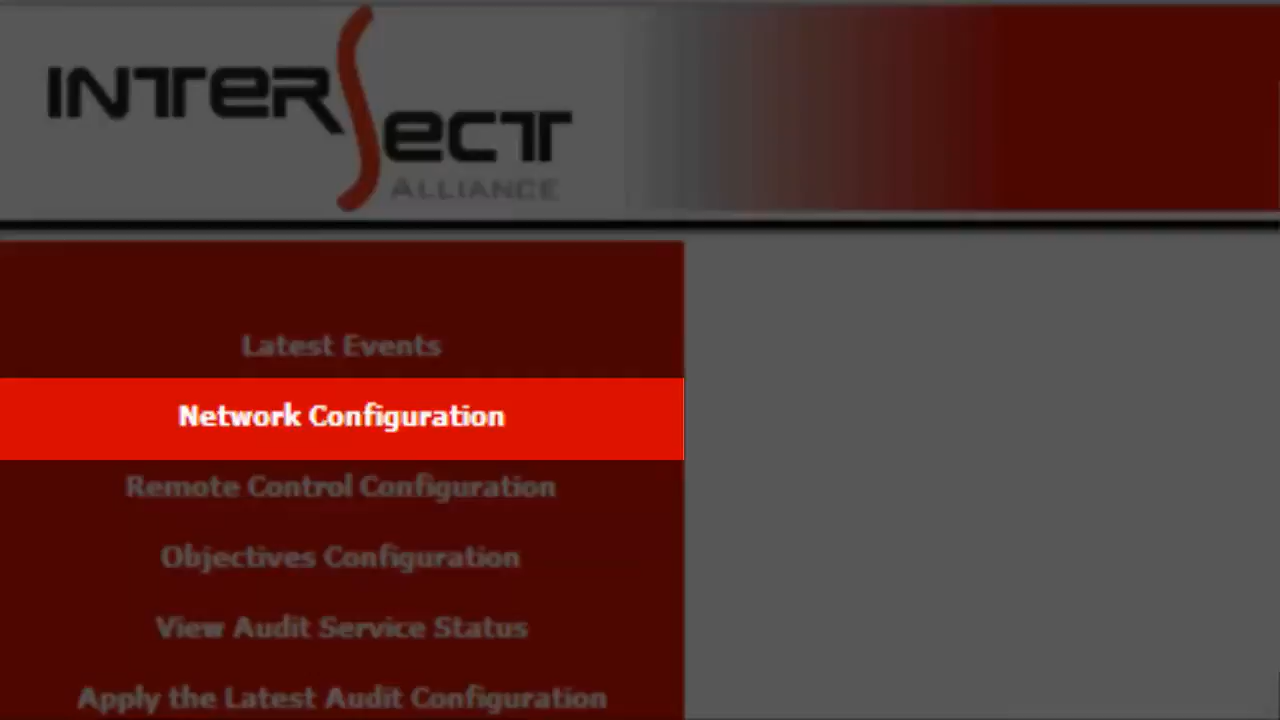 InterSect
Alliance
Latest Events
Network Configuration
Remote Control Configuration
Objectives Configuration
View Audit Service Status
Apply the Latest Audit Configuration